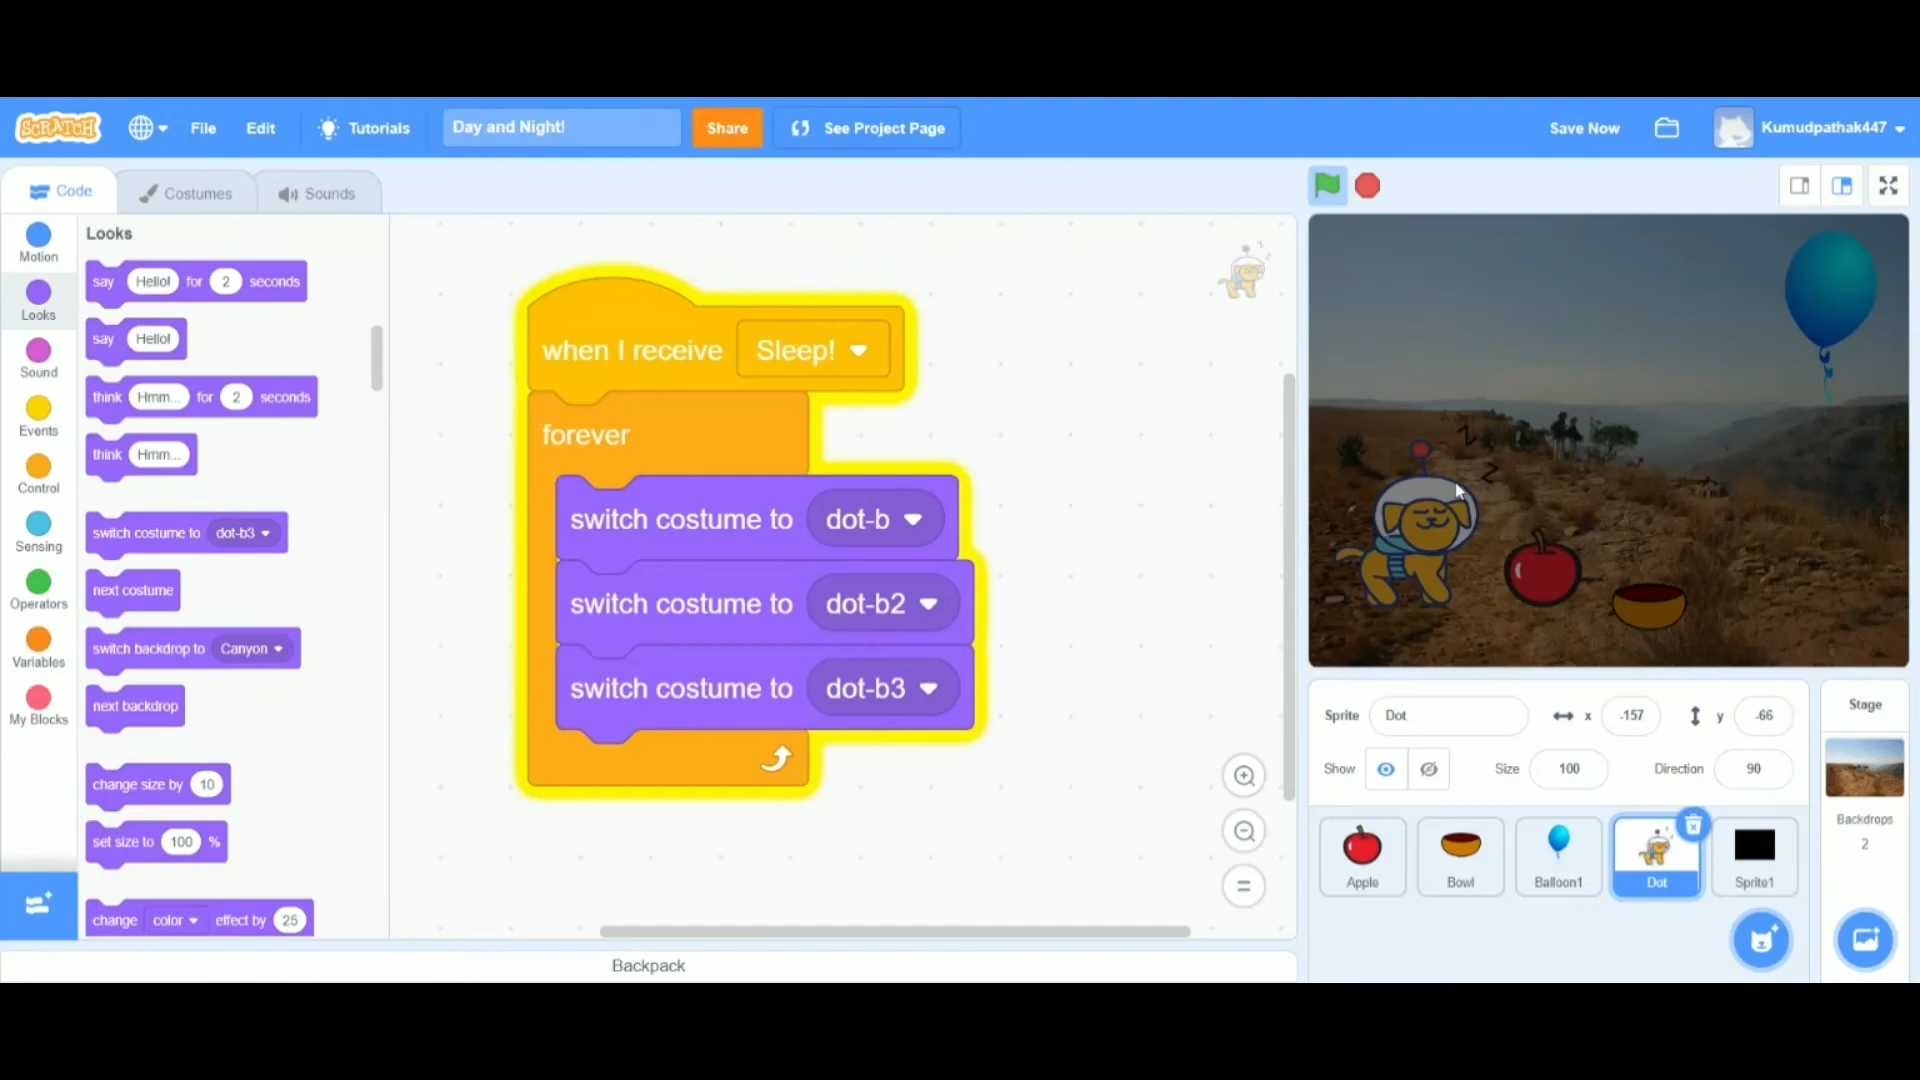 SCRATCH File Edit Tutorials Day and Night! Share See Project Page Save Now Kumudpathak447
Code Costumes Sounds
Motion
Looks
Sound
Events
Control
Sensing
Operators
Variables
My Blocks
Looks
say Hello! for 2 seconds
say Hello!
think Hmm... for 2 seconds
think Hmm...
switch costume to dot-b3
next costume
switch backdrop to Canyon
next backdrop
change size by 10
set size to 100 %
change color effect by 25
when I receive Sleep!
forever
switch costume to dot-b
switch costume to dot-b2
switch costume to dot-b3
Backpack
Z
Z
Sprite Dot x -157 y -66
Show Size 100 Direction 90
Apple Bowl Balloon1 Dot Sprite1
Stage
Backdrops
2